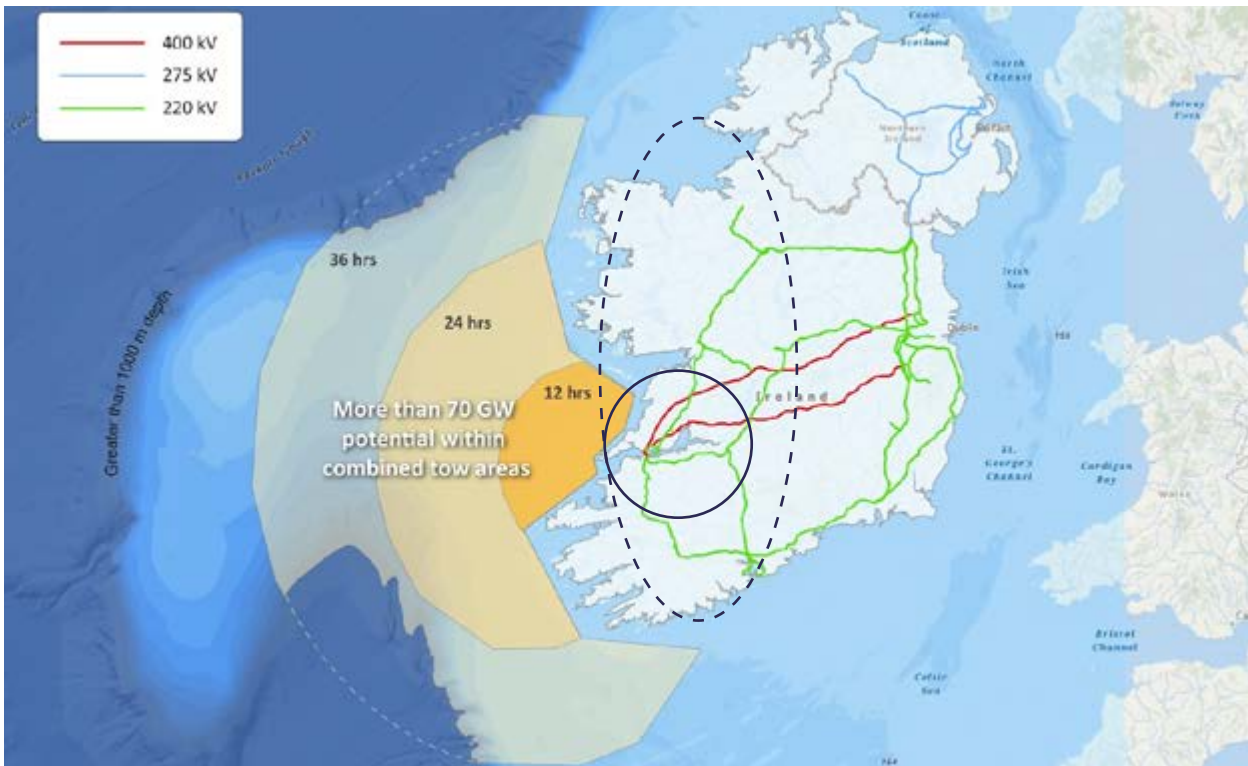 400 kV
275 kV
220 kV
Coast
of
Scotland
North
Channel
Solway
Firth
Northern
Ireland
Belfast
36 hrs
24 hrs
12 hrs
Irish
Sea
Dublin
Greater than 1000 m depth
More than 70 GW
potential within
combined tow areas
Ireland
St.
George's
Channel
Cardigan
Bay
Wales
Bristol
Channel
Celtic
Sea